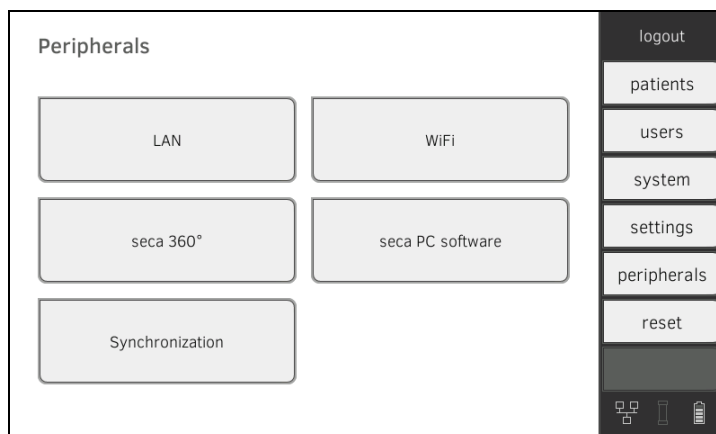 Peripherals
LAN
WiFi
seca 360°
seca PC software
Synchronization
logout
patients
users
system
settings
peripherals
reset